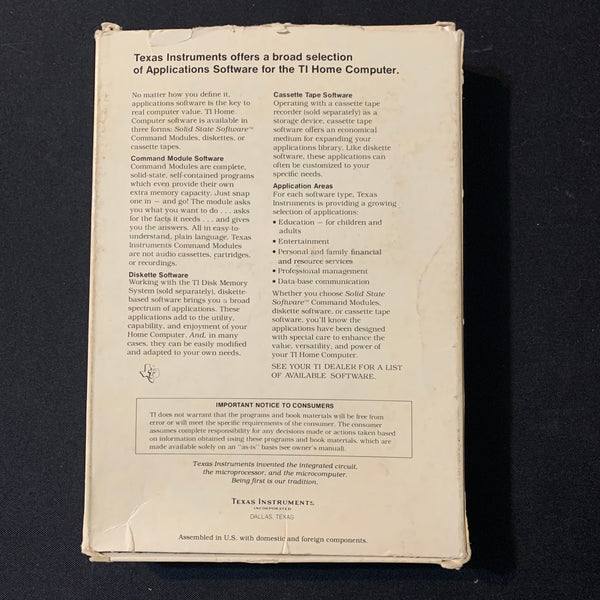 Texas Instruments offers a broad selection
of Applications Software for the TI Home Computer.
No matter how you define it,
applications software is the key to
real computer value. TI Home
Computer software is available in
three forms: Solid State Software™
Command Modules, diskettes, or
cassette tapes.
Command Module Software
Command Modules are complete,
solid-state, self-contained programs
which even provide their own
extra memory capacity. Just snap
one in — and go! The module asks
you what you want to do . . . asks
for the facts it needs . . . and gives
you the answers. All in easy-to-
understand, plain language. Texas
Instruments Command Modules
are not audio cassettes, cartridges,
or recordings.
Diskette Software
Working with the TI Disk Memory
System (sold separately), diskette-
based software brings you a broad
spectrum of applications. These
applications add to the utility,
capability, and enjoyment of your
Home Computer. And, in many
cases, they can be easily modified
and adapted to your own needs.
Cassette Tape Software
Operating with a cassette tape
recorder (sold separately) as a
storage device, cassette tape
software offers an economical
medium for expanding your
applications library. Like diskette
software, these applications can
often be customized to your
specific needs.
Application Areas
For each software type, Texas
Instruments is providing a growing
selection of applications:
• Education — for children and
adults
• Entertainment
• Personal and family financial
and resource services
• Professional management
• Data-base communication
Whether you choose Solid State
Software™ Command Modules,
diskette software, or cassette tape
software, you'll know the
applications have been designed
with special care to enhance the
value, versatility, and power of
your TI Home Computer.
SEE YOUR TI DEALER FOR A LIST
OF AVAILABLE SOFTWARE.
IMPORTANT NOTICE TO CONSUMERS
TI does not warrant that the programs and book materials will be free from
error or will meet the specific requirements of the consumer. The consumer
assumes complete responsibility for any decisions made or actions taken based
on information obtained using these programs and book materials, which are
made available solely on an "as-is" basis (see owner's manual).
Texas Instruments invented the integrated circuit,
the microprocessor, and the microcomputer.
Being first is our tradition.
TEXAS INSTRUMENTS
INCORPORATED
DALLAS, TEXAS
Assembled in U.S. with domestic and foreign components.